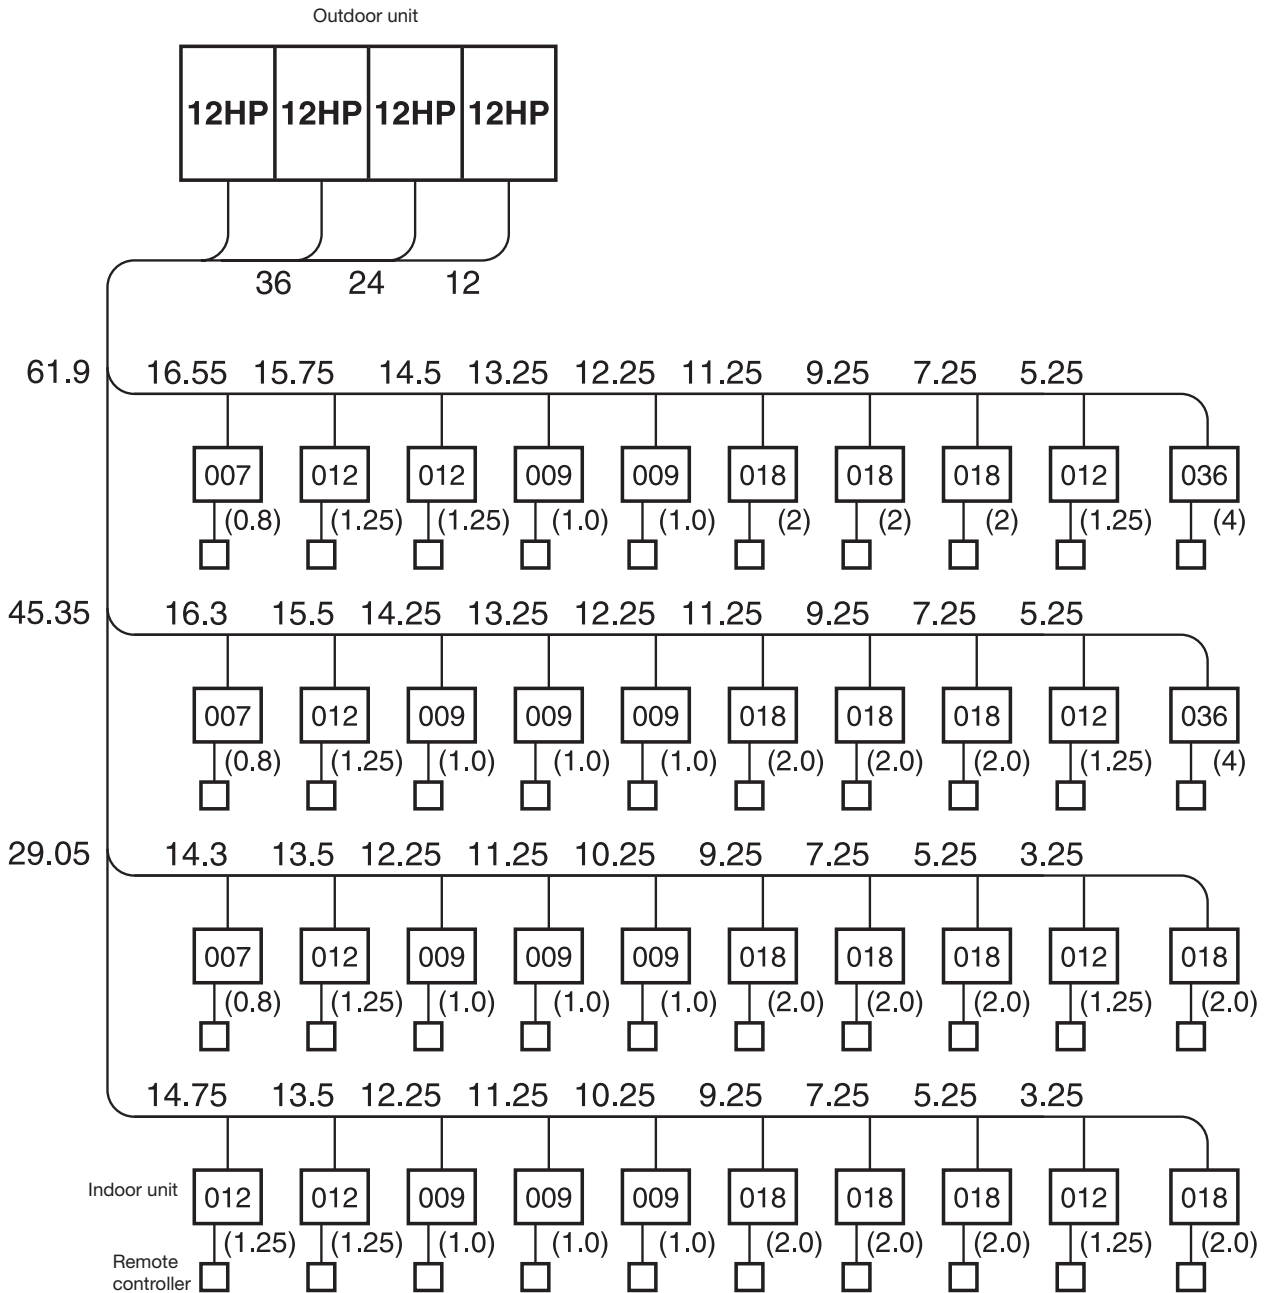 Outdoor unit
12HP 12HP 12HP 12HP
36 24 12
61.9 16.55 15.75 14.5 13.25 12.25 11.25 9.25 7.25 5.25
007 012 012 009 009 018 018 018 012 036
(0.8) (1.25) (1.25) (1.0) (1.0) (2) (2) (2) (1.25) (4)
45.35 16.3 15.5 14.25 13.25 12.25 11.25 9.25 7.25 5.25
007 012 009 009 009 018 018 018 012 036
(0.8) (1.25) (1.0) (1.0) (1.0) (2.0) (2.0) (2.0) (1.25) (4)
29.05 14.3 13.5 12.25 11.25 10.25 9.25 7.25 5.25 3.25
007 012 009 009 009 018 018 018 012 018
(0.8) (1.25) (1.0) (1.0) (1.0) (2.0) (2.0) (2.0) (1.25) (2.0)
14.75 13.5 12.25 11.25 10.25 9.25 7.25 5.25 3.25
Indoor unit 012 012 009 009 009 018 018 018 012 018
(1.25) (1.25) (1.0) (1.0) (1.0) (2.0) (2.0) (2.0) (1.25) (2.0)
Remote
controller